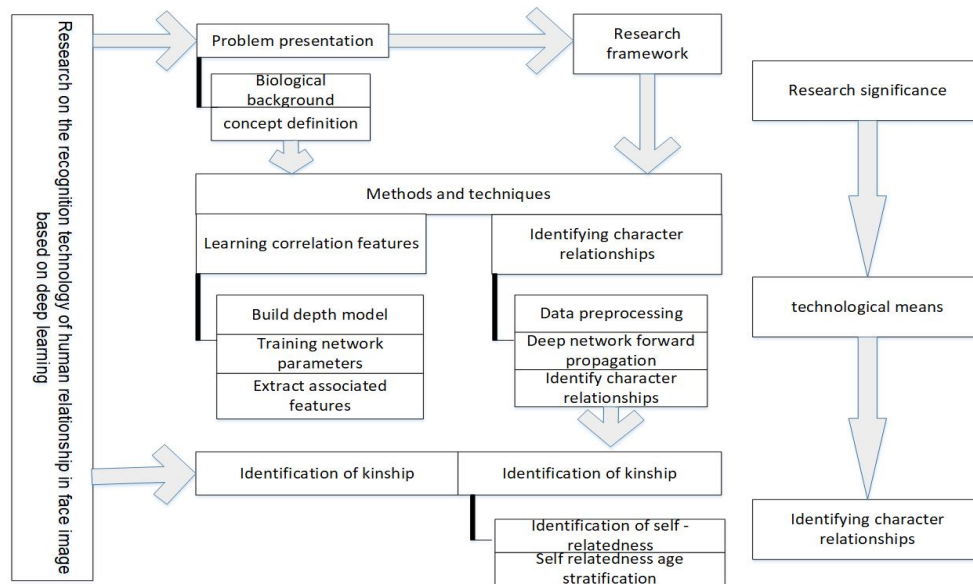 Research on the recognition technology of human relationship in face image
based on deep learning
Problem presentation
Biological
background
concept definition
Research
framework
Methods and techniques
Learning correlation features
Build depth model
Training network
parameters
Extract associated
features
Identifying character
relationships
Data preprocessing
Deep network forward
propagation
Identify character
relationships
Identification of kinship
Identification of kinship
Identification of self -
relatedness
Self relatedness age
stratification
Research significance
technological means
Identifying character
relationships